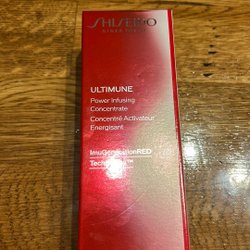 SHISEIDO
GINZA TOKYO
ULTIMUNE
Power Infusing
Concentrate
Concentré Activateur
Energisant
ImuGenerationRED
Technology™